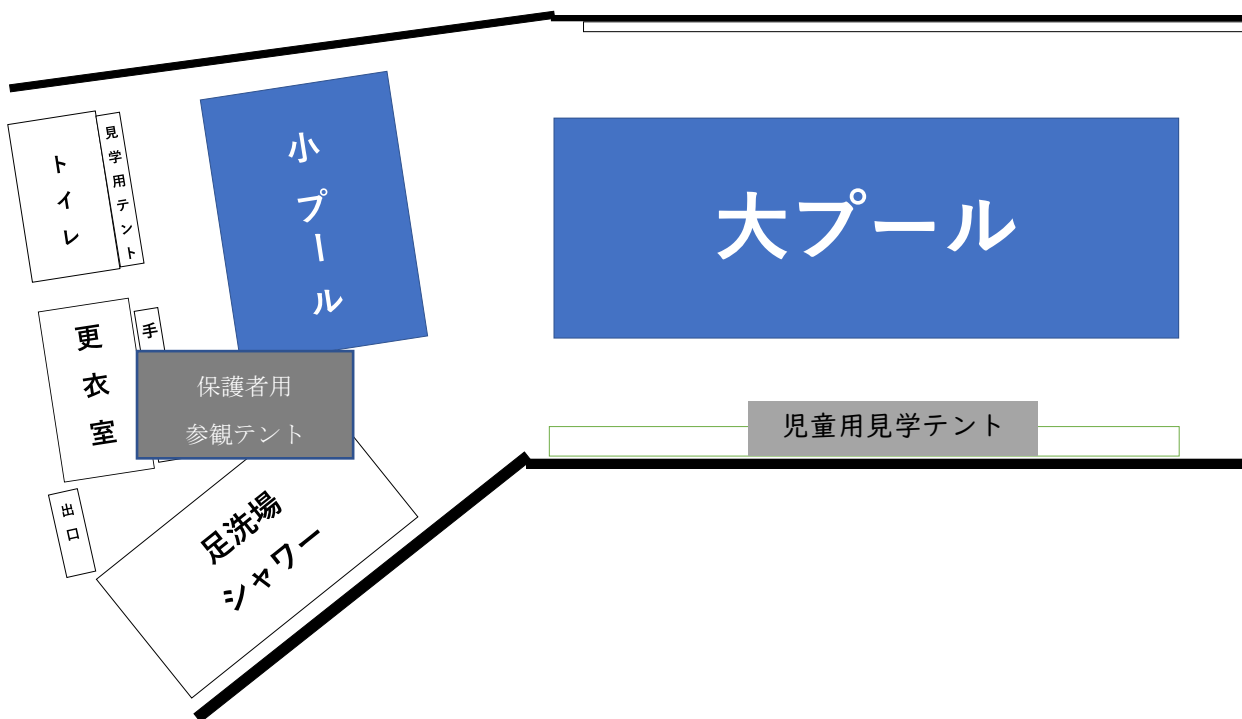 トイレ
見学用テント
小プール
大プール
更衣室
手
保護者用
参観テント
児童用見学テント
出口
足洗場
シャワー